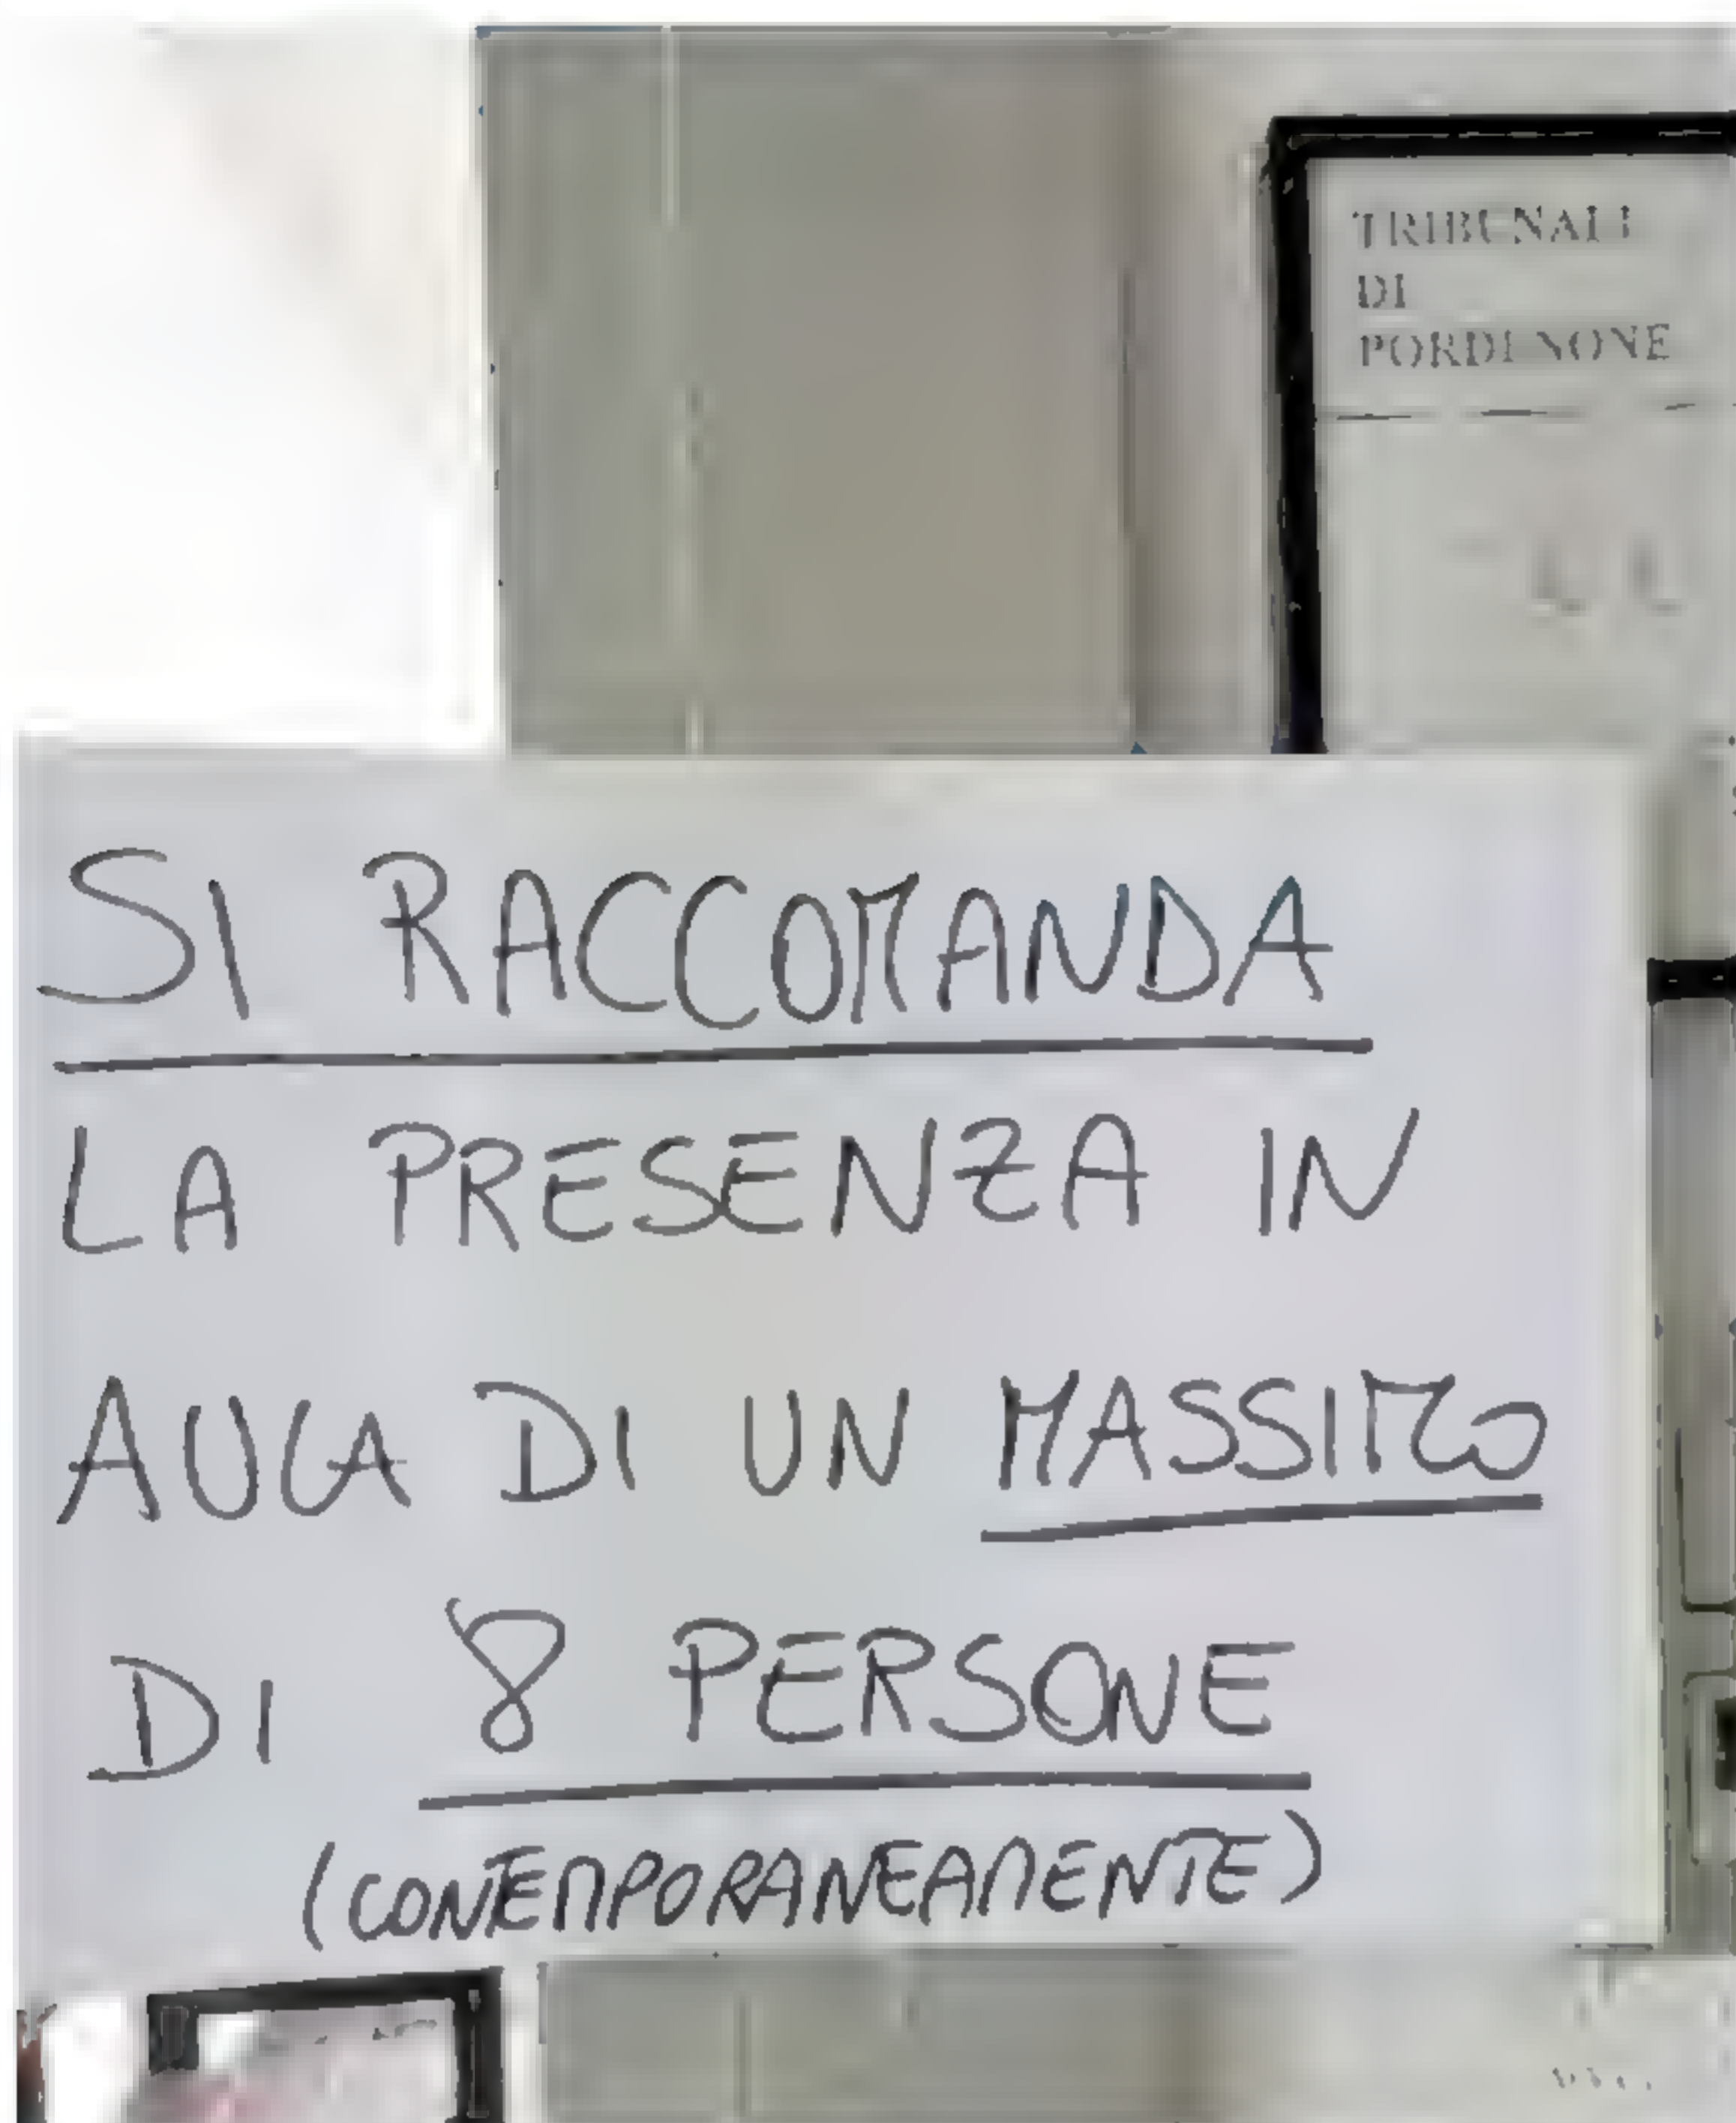 TRIBUNALE
DI
PORDENONE
SI RACCOMANDA
LA PRESENZA IN
AULA DI UN MASSIMO
DI 8 PERSONE
(CONTEMPORANEAMENTE)